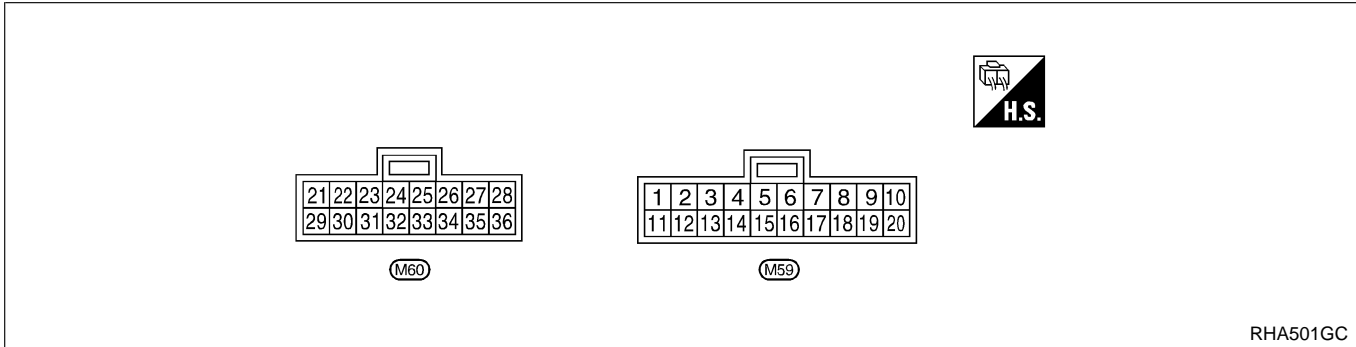 H.S.
21 22 23 24 25 26 27 28
29 30 31 32 33 34 35 36
M60
1 2 3 4 5 6 7 8 9 10
11 12 13 14 15 16 17 18 19 20
M59
RHA501GC